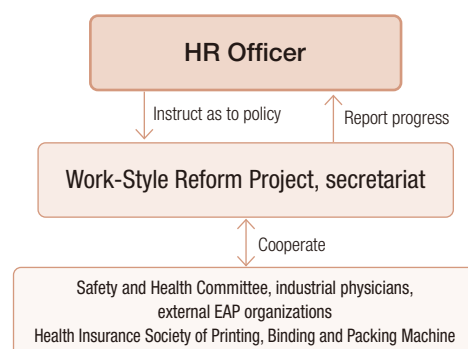 HR Officer
Instruct as to policy
Report progress
Work-Style Reform Project, secretariat
Cooperate
Safety and Health Committee, industrial physicians,
external EAP organizations
Health Insurance Society of Printing, Binding and Packing Machine